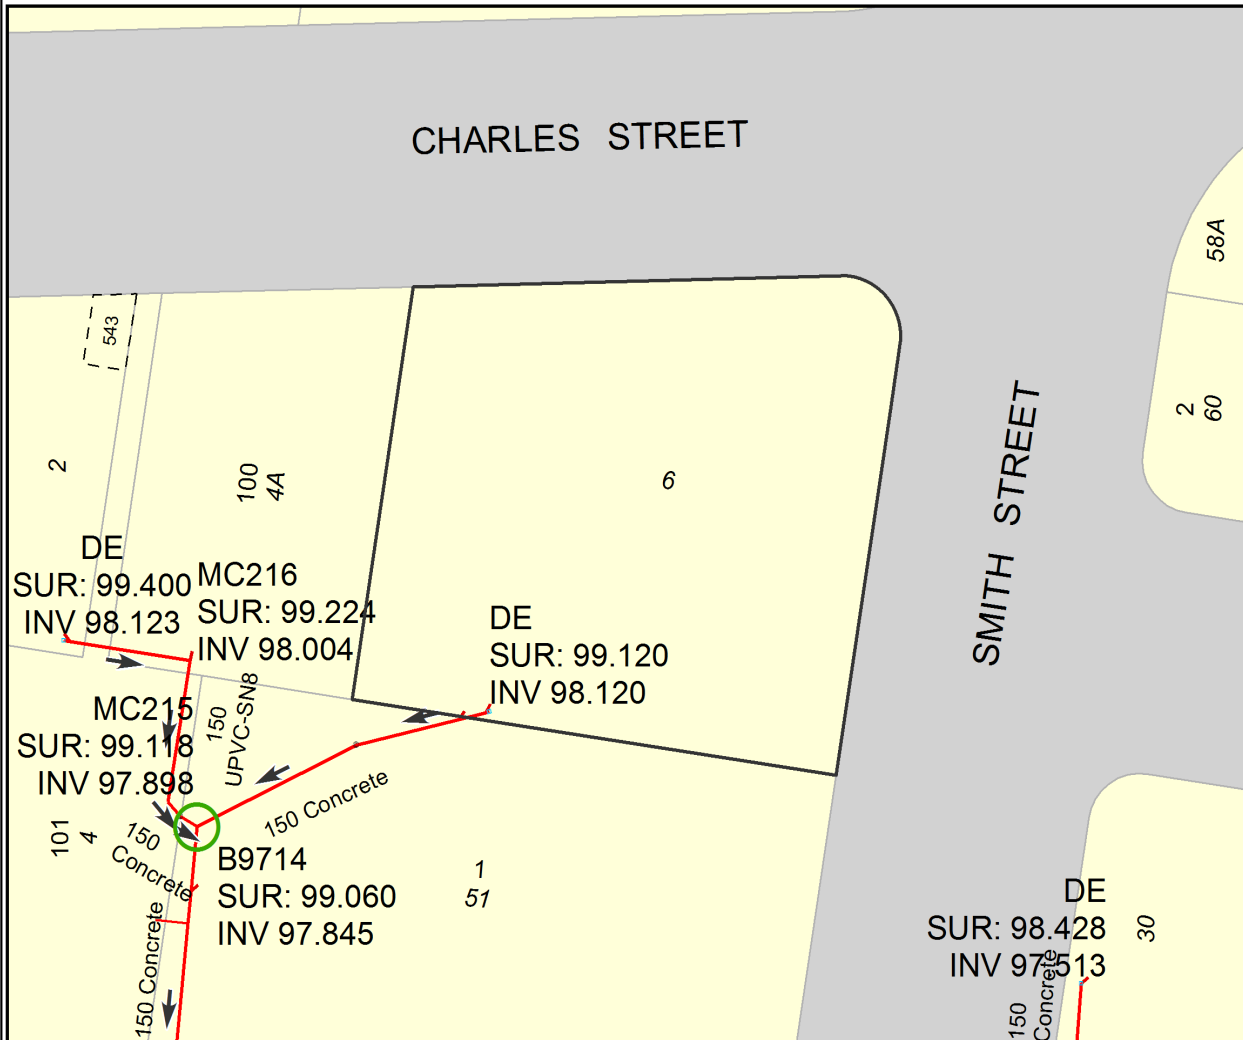 CHARLES STREET
58A
543
SMITH STREET
2
60
2
100
4A
6
DE
SUR: 99.400
INV 98.123
MC216
SUR: 99.224
INV 98.004
DE
SUR: 99.120
INV 98.120
MC215
SUR: 99.118
INV 97.898
150
UPVC-SN8
150 Concrete
101
4
150
Concrete
B9714
SUR: 99.060
INV 97.845
1
51
DE
SUR: 98.428
INV 97.513
30
150 Concrete
150
Concrete